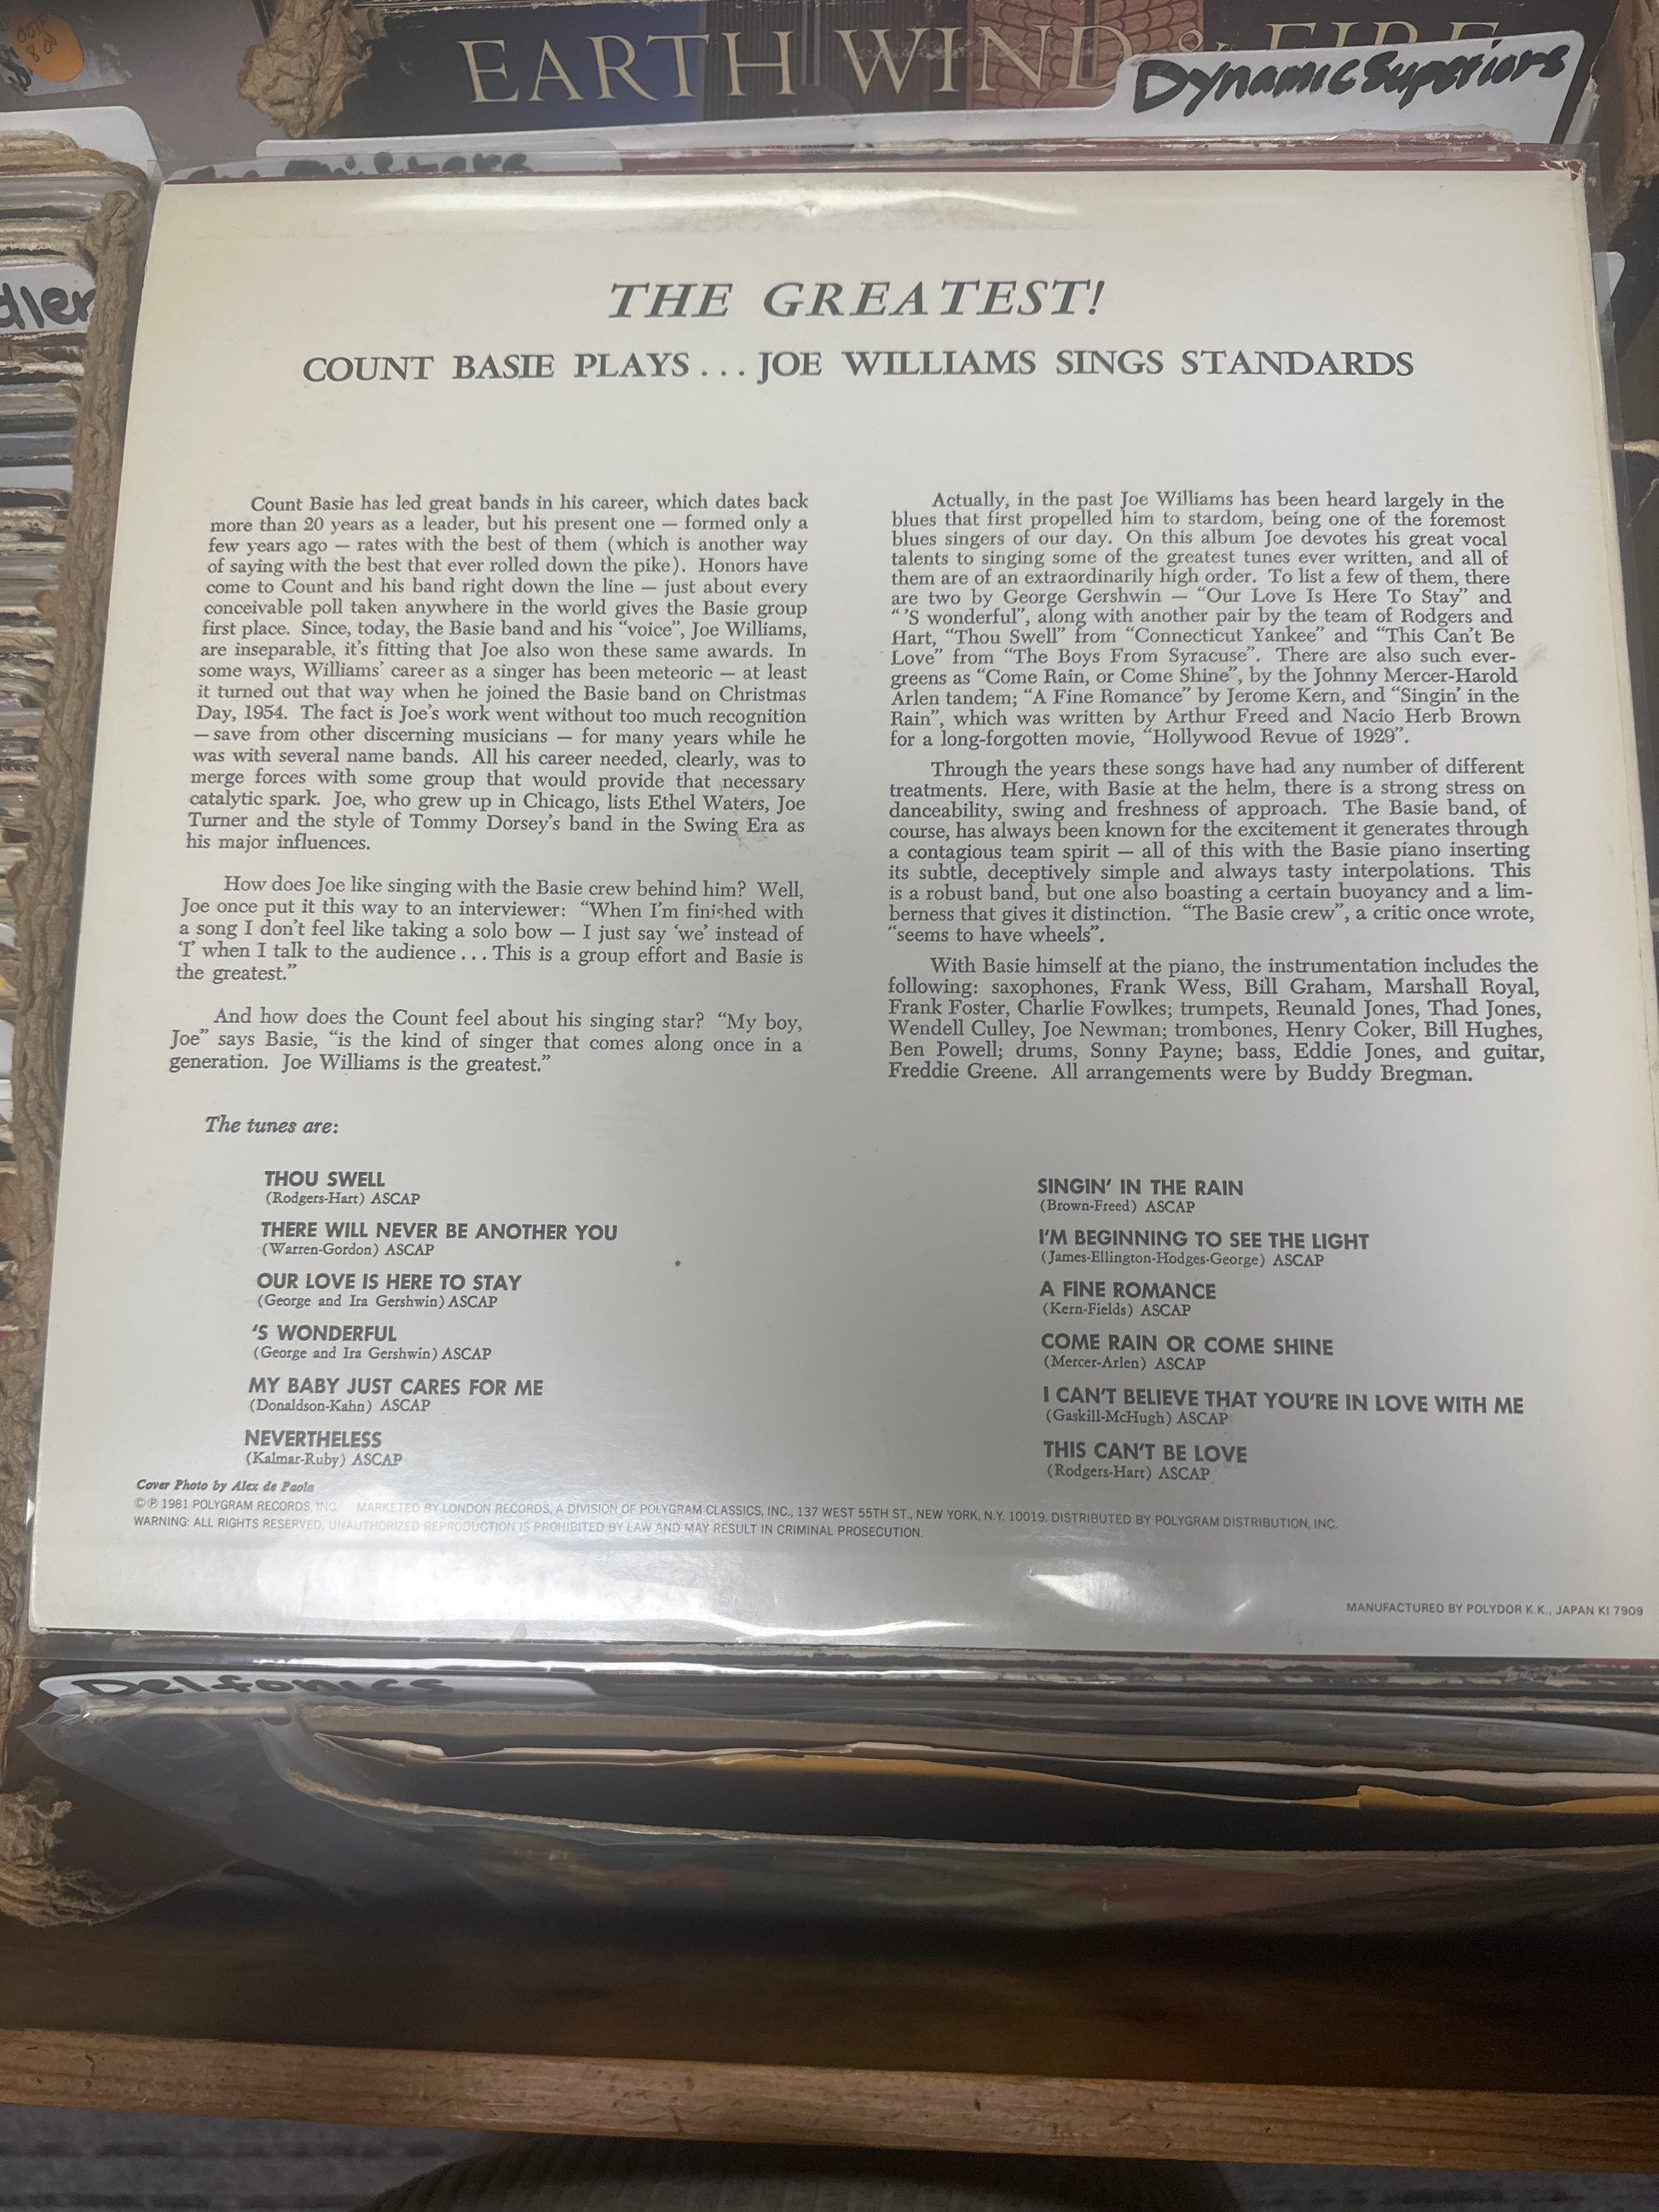 EARTH WIND & FIRE
Dynamic Superiors
dler
THE GREATEST!
COUNT BASIE PLAYS . . . JOE WILLIAMS SINGS STANDARDS
Count Basie has led great bands in his career, which dates back
more than 20 years as a leader, but his present one — formed only a
few years ago — rates with the best of them (which is another way
of saying with the best that ever rolled down the pike). Honors have
come to Count and his band right down the line — just about every
conceivable poll taken anywhere in the world gives the Basie group
first place. Since, today, the Basie band and his “voice”, Joe Williams,
are inseparable, it's fitting that Joe also won these same awards. In
some ways, Williams’ career as a singer has been meteoric — at least
it turned out that way when he joined the Basie band on Christmas
Day, 1954. The fact is Joe’s work went without too much recognition
— save from other discerning musicians — for many years while he
was with several name bands. All his career needed, clearly, was to
merge forces with some group that would provide that necessary
catalytic spark. Joe, who grew up in Chicago, lists Ethel Waters, Joe
Turner and the style of Tommy Dorsey’s band in the Swing Era as
his major influences.
How does Joe like singing with the Basie crew behind him? Well,
Joe once put it this way to an interviewer: “When I’m finished with
a song I don’t feel like taking a solo bow — I just say ‘we’ instead of
‘I’ when I talk to the audience . . . This is a group effort and Basie is
the greatest.”
And how does the Count feel about his singing star? “My boy,
Joe” says Basie, “is the kind of singer that comes along once in a
generation. Joe Williams is the greatest.”
Actually, in the past Joe Williams has been heard largely in the
blues that first propelled him to stardom, being one of the foremost
blues singers of our day. On this album Joe devotes his great vocal
talents to singing some of the greatest tunes ever written, and all of
them are of an extraordinarily high order. To list a few of them, there
are two by George Gershwin — “Our Love Is Here To Stay” and
“ ’S wonderful”, along with another pair by the team of Rodgers and
Hart, “Thou Swell” from “Connecticut Yankee” and “This Can’t Be
Love” from “The Boys From Syracuse”. There are also such ever-
greens as “Come Rain, or Come Shine”, by the Johnny Mercer-Harold
Arlen tandem; “A Fine Romance” by Jerome Kern, and “Singin’ in the
Rain”, which was written by Arthur Freed and Nacio Herb Brown
for a long-forgotten movie, “Hollywood Revue of 1929”.
Through the years these songs have had any number of different
treatments. Here, with Basie at the helm, there is a strong stress on
danceability, swing and freshness of approach. The Basie band, of
course, has always been known for the excitement it generates through
a contagious team spirit — all of this with the Basie piano inserting
its subtle, deceptively simple and always tasty interpolations. This
is a robust band, but one also boasting a certain buoyancy and a lim-
berness that gives it distinction. “The Basie crew”, a critic once wrote,
“seems to have wheels”.
With Basie himself at the piano, the instrumentation includes the
following: saxophones, Frank Wess, Bill Graham, Marshall Royal,
Frank Foster, Charlie Fowlkes; trumpets, Reunald Jones, Thad Jones,
Wendell Culley, Joe Newman; trombones, Henry Coker, Bill Hughes,
Ben Powell; drums, Sonny Payne; bass, Eddie Jones, and guitar,
Freddie Greene. All arrangements were by Buddy Bregman.
The tunes are:
THOU SWELL
(Rodgers-Hart) ASCAP
THERE WILL NEVER BE ANOTHER YOU
(Warren-Gordon) ASCAP
OUR LOVE IS HERE TO STAY
(George and Ira Gershwin) ASCAP
’S WONDERFUL
(George and Ira Gershwin) ASCAP
MY BABY JUST CARES FOR ME
(Donaldson-Kahn) ASCAP
NEVERTHELESS
(Kalmar-Ruby) ASCAP
SINGIN’ IN THE RAIN
(Brown-Freed) ASCAP
I’M BEGINNING TO SEE THE LIGHT
(James-Ellington-Hodges-George) ASCAP
A FINE ROMANCE
(Kern-Fields) ASCAP
COME RAIN OR COME SHINE
(Mercer-Arlen) ASCAP
I CAN’T BELIEVE THAT YOU’RE IN LOVE WITH ME
(Gaskill-McHugh) ASCAP
THIS CAN’T BE LOVE
(Rodgers-Hart) ASCAP
Cover Photo by Alex de Paola
©℗ 1981 POLYGRAM RECORDS, INC. MARKETED BY LONDON RECORDS, A DIVISION OF POLYGRAM CLASSICS, INC., 137 WEST 55TH ST., NEW YORK, N.Y. 10019. DISTRIBUTED BY POLYGRAM DISTRIBUTION, INC.
WARNING: ALL RIGHTS RESERVED. UNAUTHORIZED REPRODUCTION IS PROHIBITED BY LAW AND MAY RESULT IN CRIMINAL PROSECUTION.
MANUFACTURED BY POLYDOR K.K., JAPAN KI 7909
Delfonics